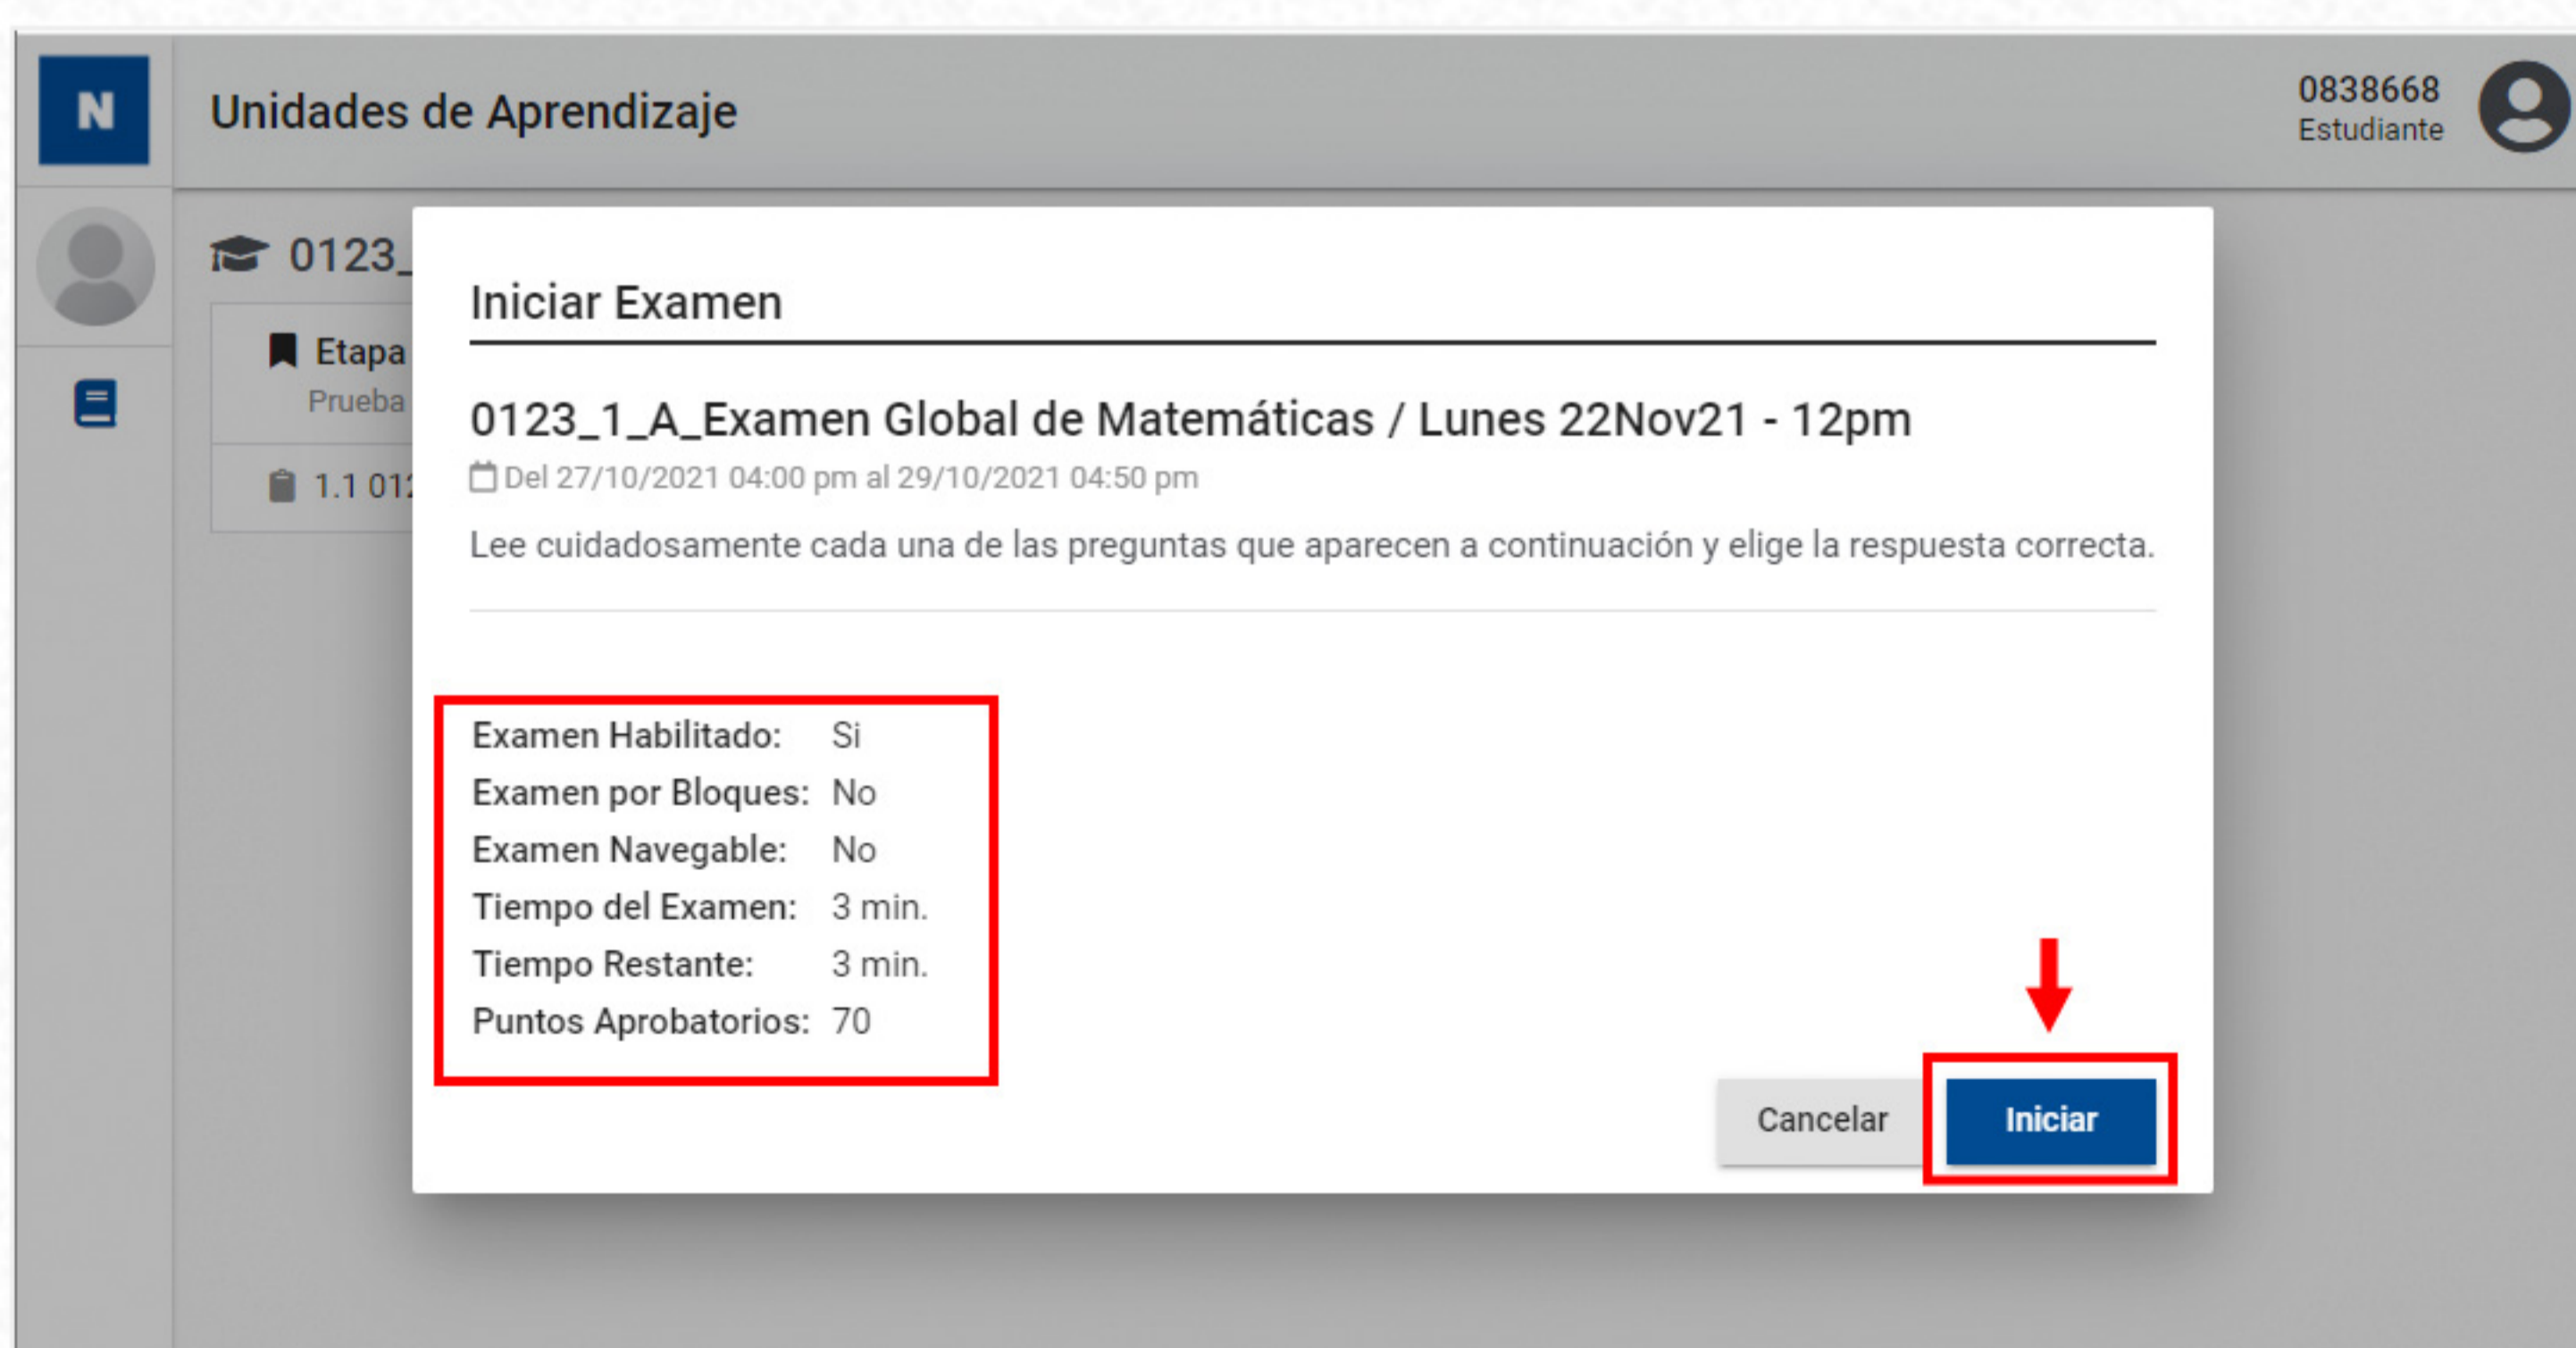 N
Unidades de Aprendizaje
0838668
Estudiante
0123_
Etapa
Prueba
1.1 012
Iniciar Examen
0123_1_A_Examen Global de Matemáticas / Lunes 22Nov21 - 12pm
Del 27/10/2021 04:00 pm al 29/10/2021 04:50 pm
Lee cuidadosamente cada una de las preguntas que aparecen a continuación y elige la respuesta correcta.
Examen Habilitado: Si
Examen por Bloques: No
Examen Navegable: No
Tiempo del Examen: 3 min.
Tiempo Restante: 3 min.
Puntos Aprobatorios: 70
Cancelar
Iniciar